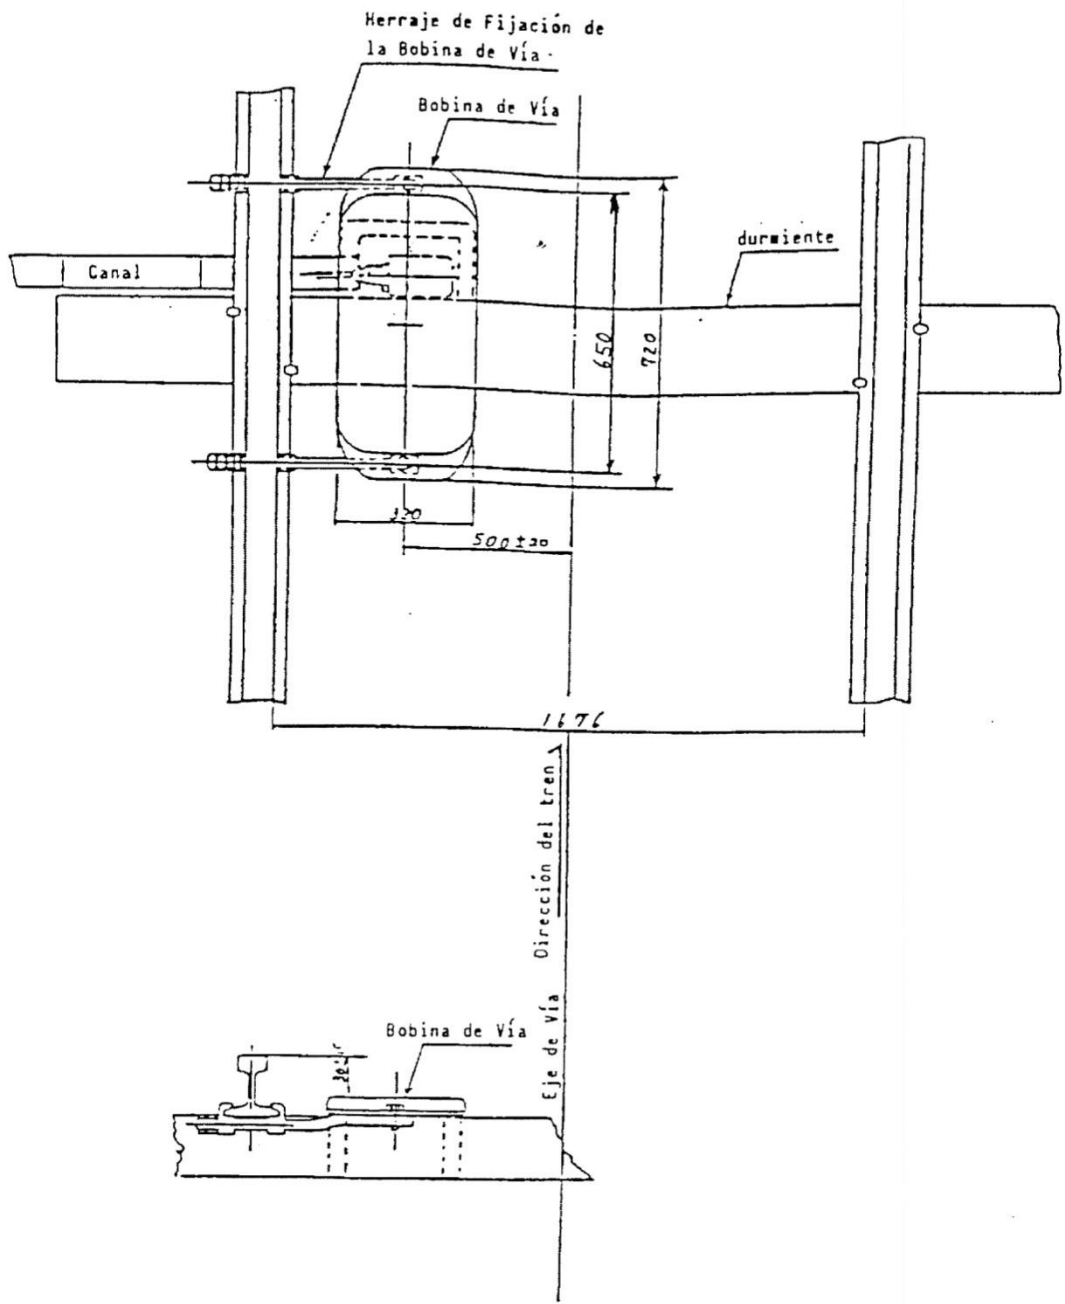 Herraje de Fijación de
la Bobina de Vía
Bobina de Vía
durmiente
Canal
650
720
500±20
1676
Dirección del tren
Eje de Vía
Bobina de Vía